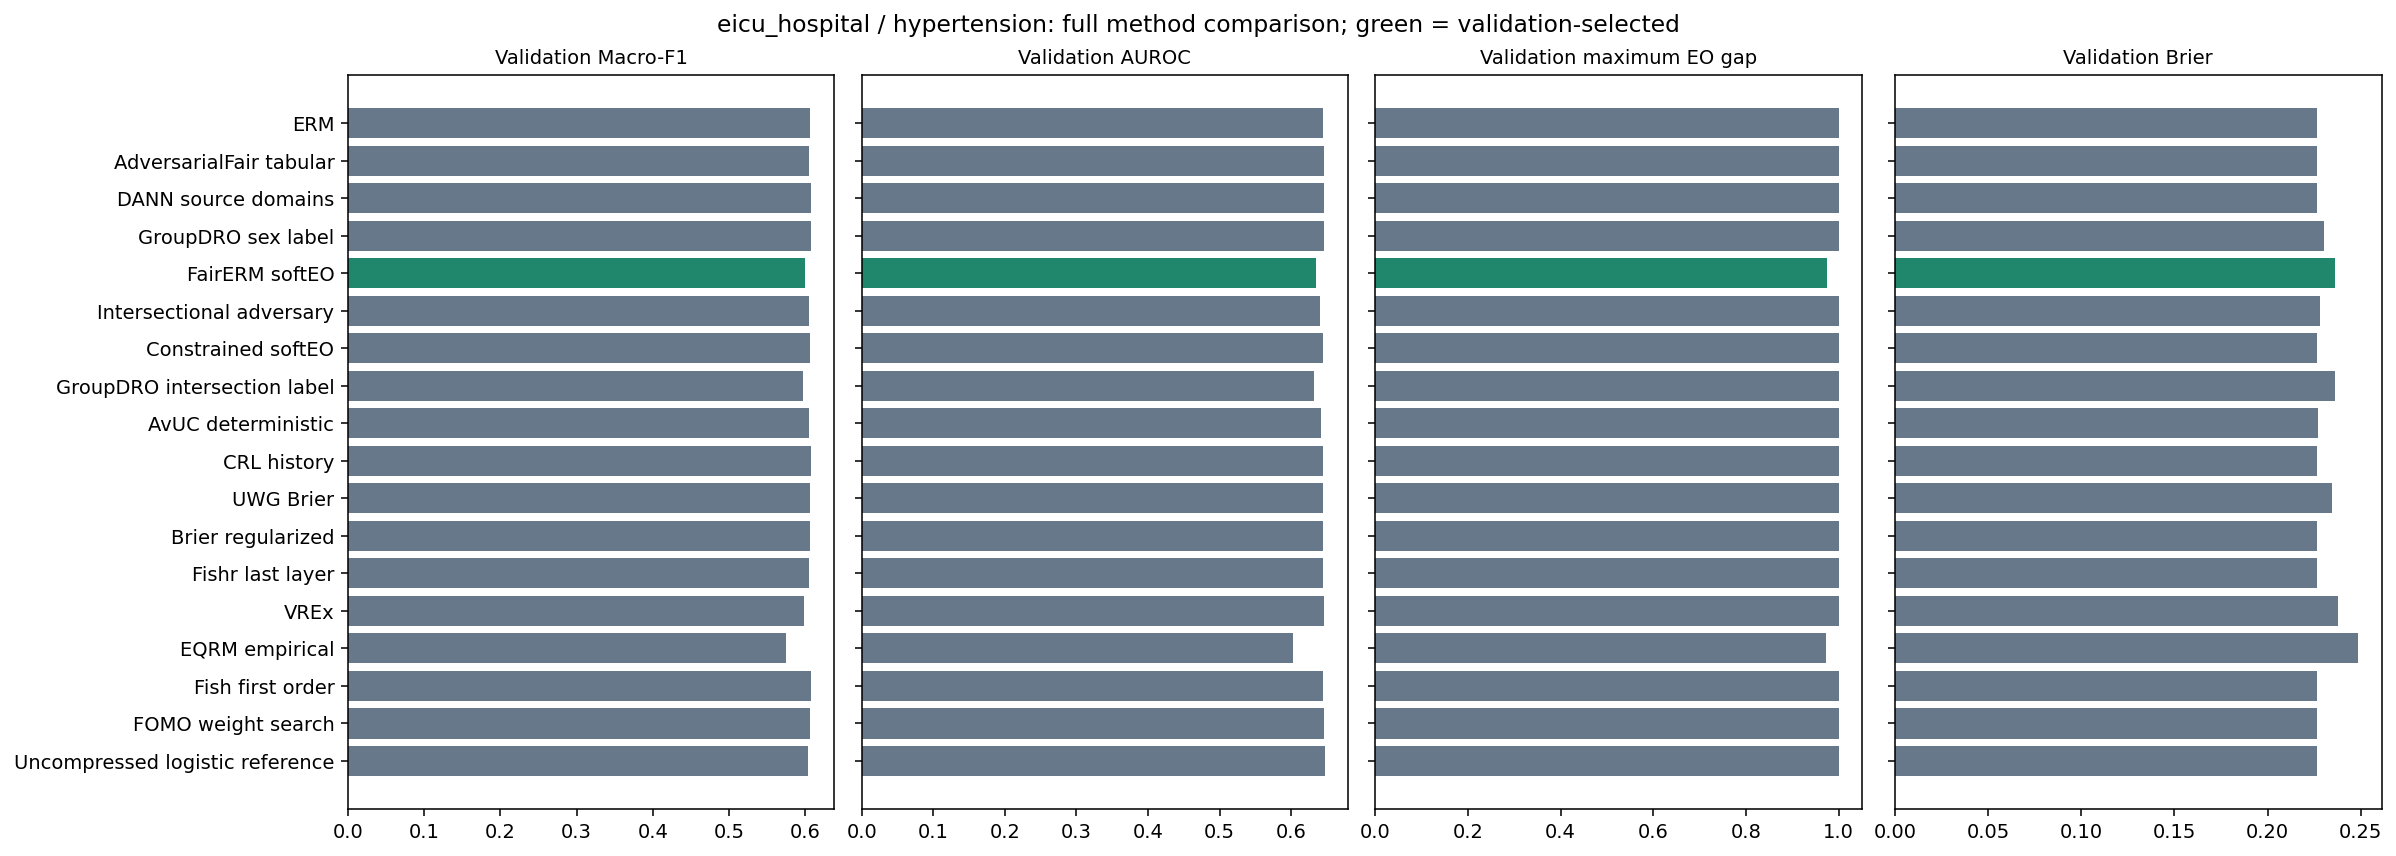 eicu_hospital / hypertension: full method comparison; green = validation-selected
Validation Macro-F1
Validation AUROC
Validation maximum EO gap
Validation Brier
ERM
AdversarialFair tabular
DANN source domains
GroupDRO sex label
FairERM softEO
Intersectional adversary
Constrained softEO
GroupDRO intersection label
AvUC deterministic
CRL history
UWG Brier
Brier regularized
Fishr last layer
VREx
EQRM empirical
Fish first order
FOMO weight search
Uncompressed logistic reference
0.0 0.1 0.2 0.3 0.4 0.5 0.6
0.0 0.1 0.2 0.3 0.4 0.5 0.6
0.0 0.2 0.4 0.6 0.8 1.0
0.00 0.05 0.10 0.15 0.20 0.25